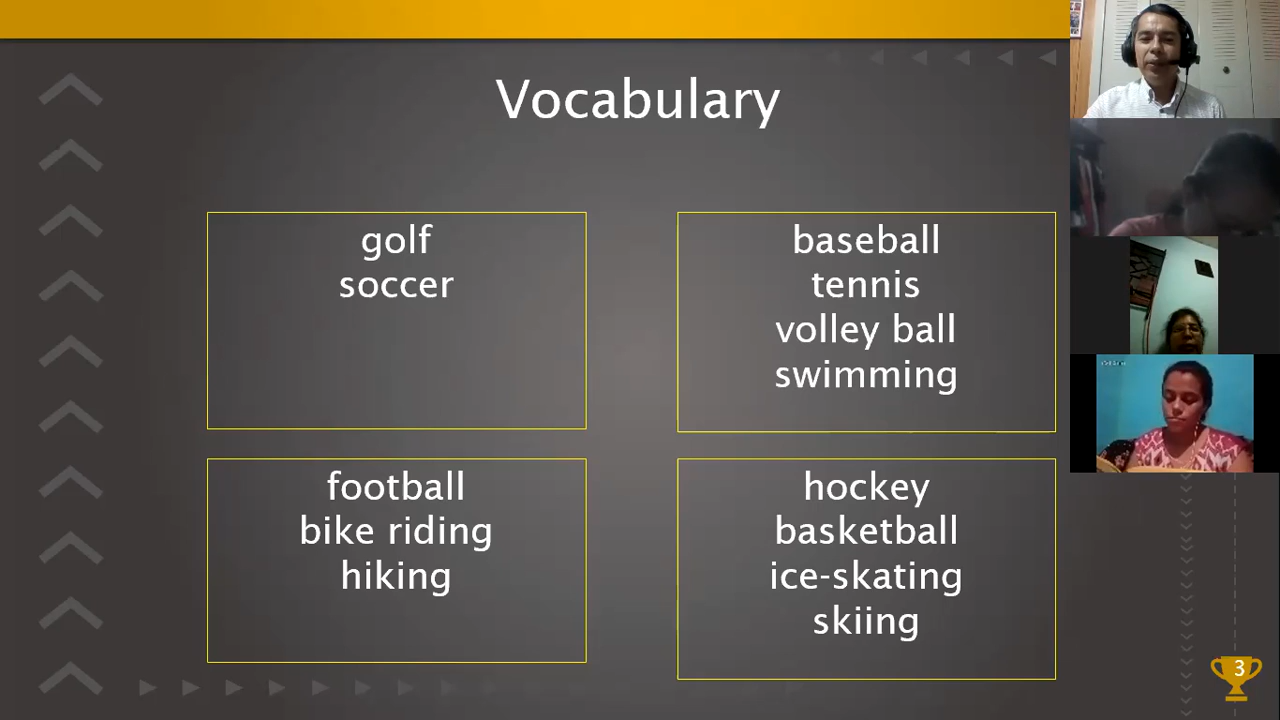 Vocabulary
golf
soccer
baseball
tennis
volley ball
swimming
football
bike riding
hiking
hockey
basketball
ice-skating
skiing
3